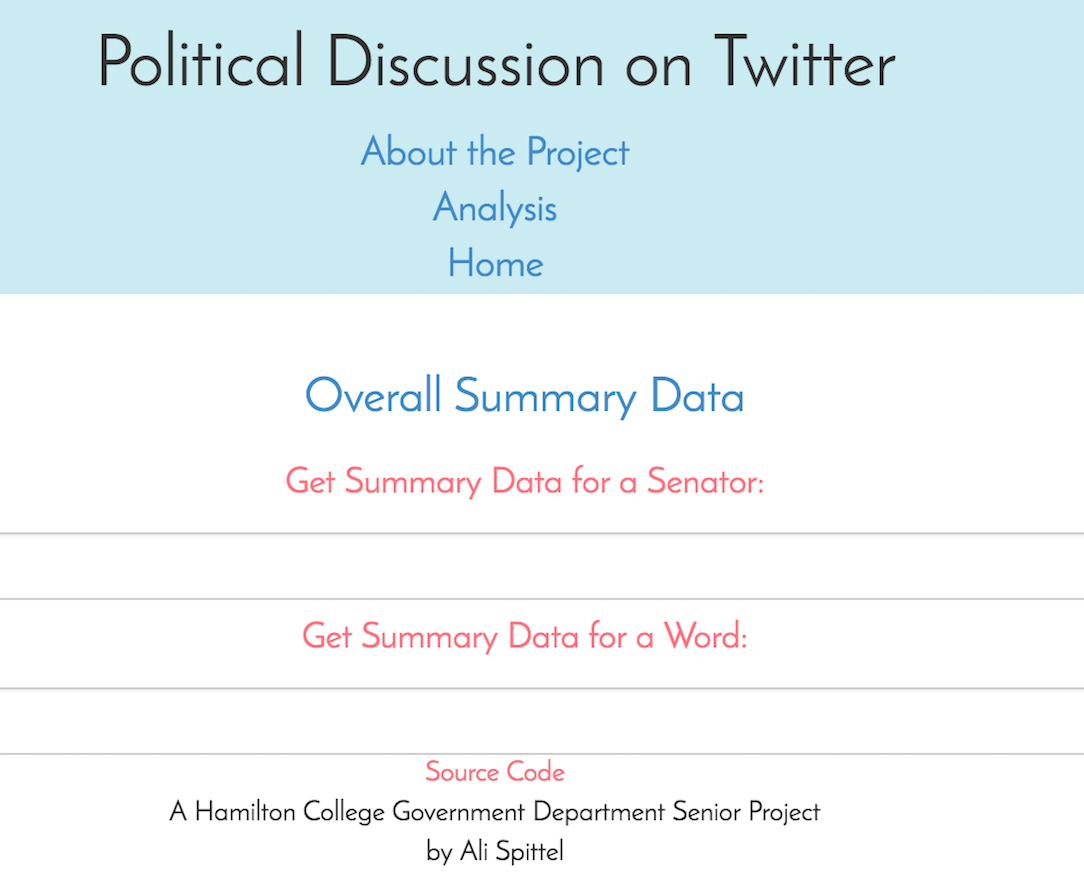 Political Discussion on Twitter
About the Project
Analysis
Home
Overall Summary Data
Get Summary Data for a Senator:
Get Summary Data for a Word:
Source Code
A Hamilton College Government Department Senior Project
by Ali Spittel